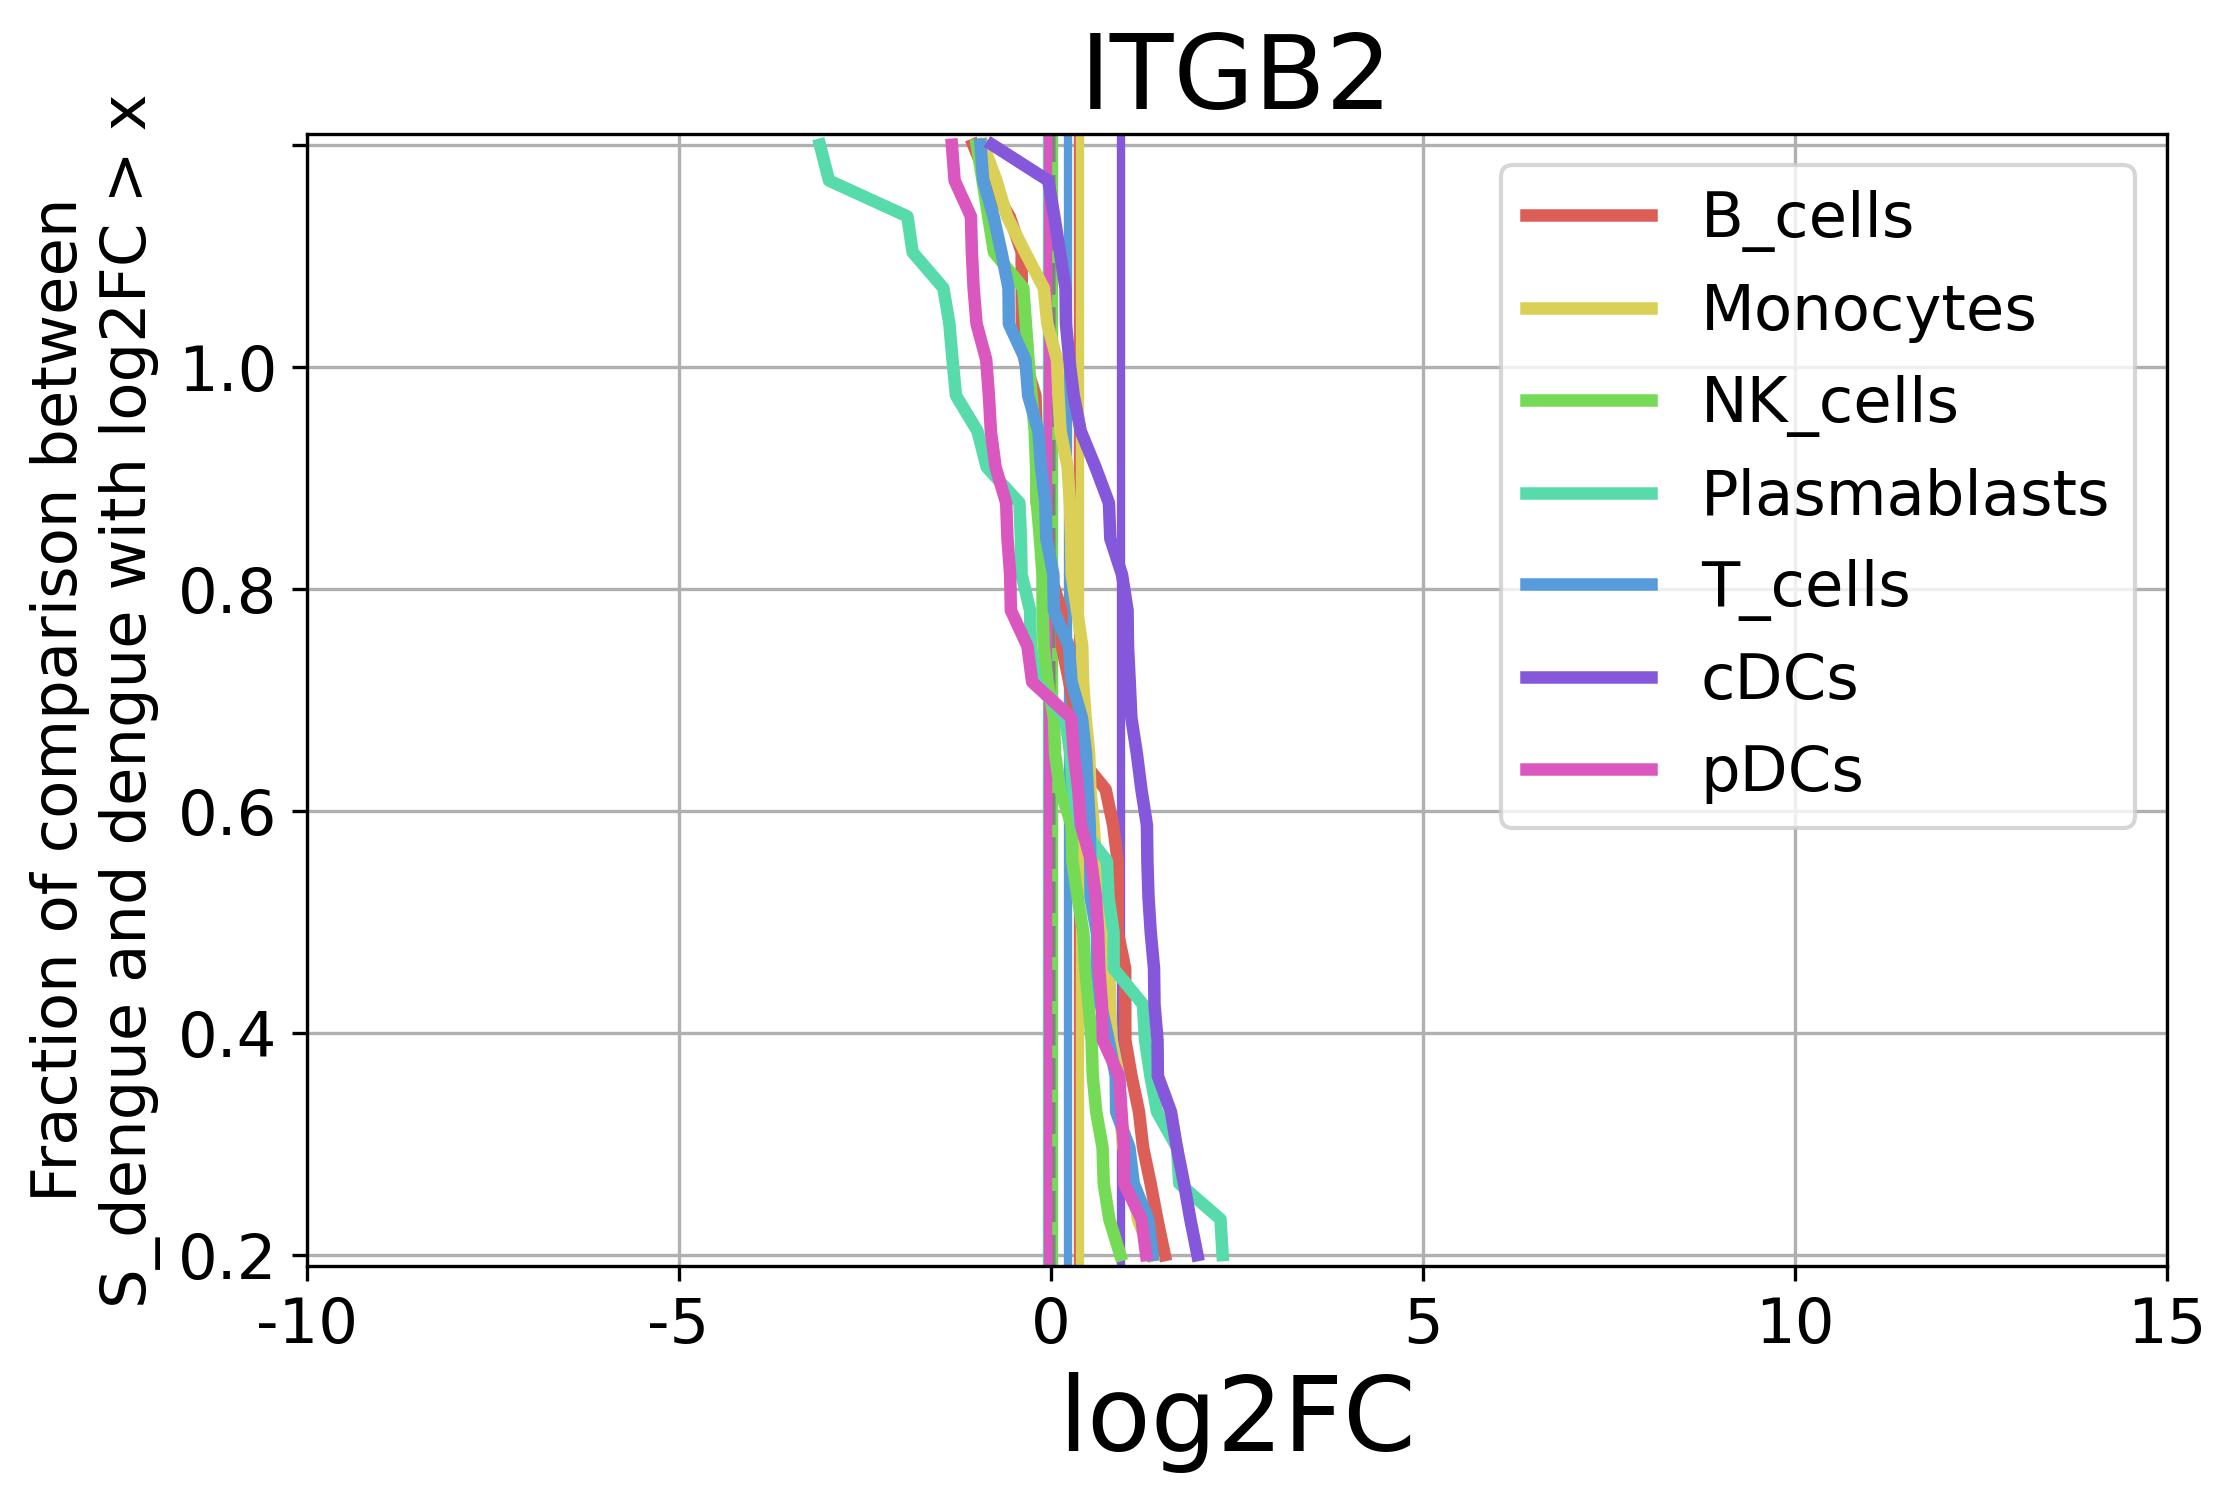 ITGB2
Fraction of comparison between
S_dengue and dengue with log2FC > x
1.0
0.8
0.6
0.4
0.2
-10
-5
0
5
10
15
log2FC
B_cells
Monocytes
NK_cells
Plasmablasts
T_cells
cDCs
pDCs